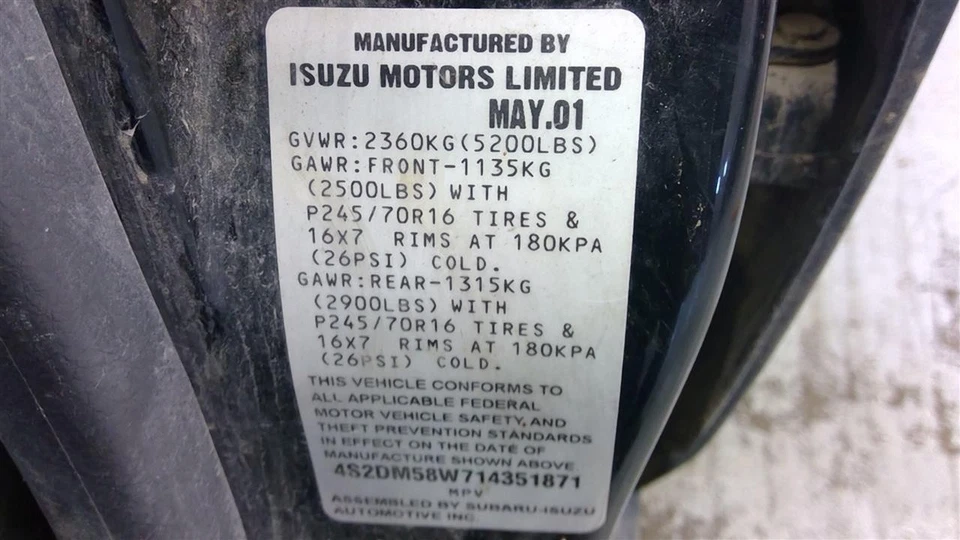 MANUFACTURED BY
ISUZU MOTORS LIMITED
MAY.01
GVWR:2360KG(5200LBS)
GAWR:FRONT-1135KG
(2500LBS) WITH
P245/70R16 TIRES &
16X7 RIMS AT 180KPA
(26PSI) COLD.
GAWR:REAR-1315KG
(2900LBS) WITH
P245/70R16 TIRES &
16X7 RIMS AT 180KPA
(26PSI) COLD.
THIS VEHICLE CONFORMS TO
ALL APPLICABLE FEDERAL
MOTOR VEHICLE SAFETY, AND
THEFT PREVENTION STANDARDS
IN EFFECT ON THE DATE OF
MANUFACTURE SHOWN ABOVE
4S2DM58W714351871
MPV
ASSEMBLED BY SUBARU-ISUZU
AUTOMOTIVE INC